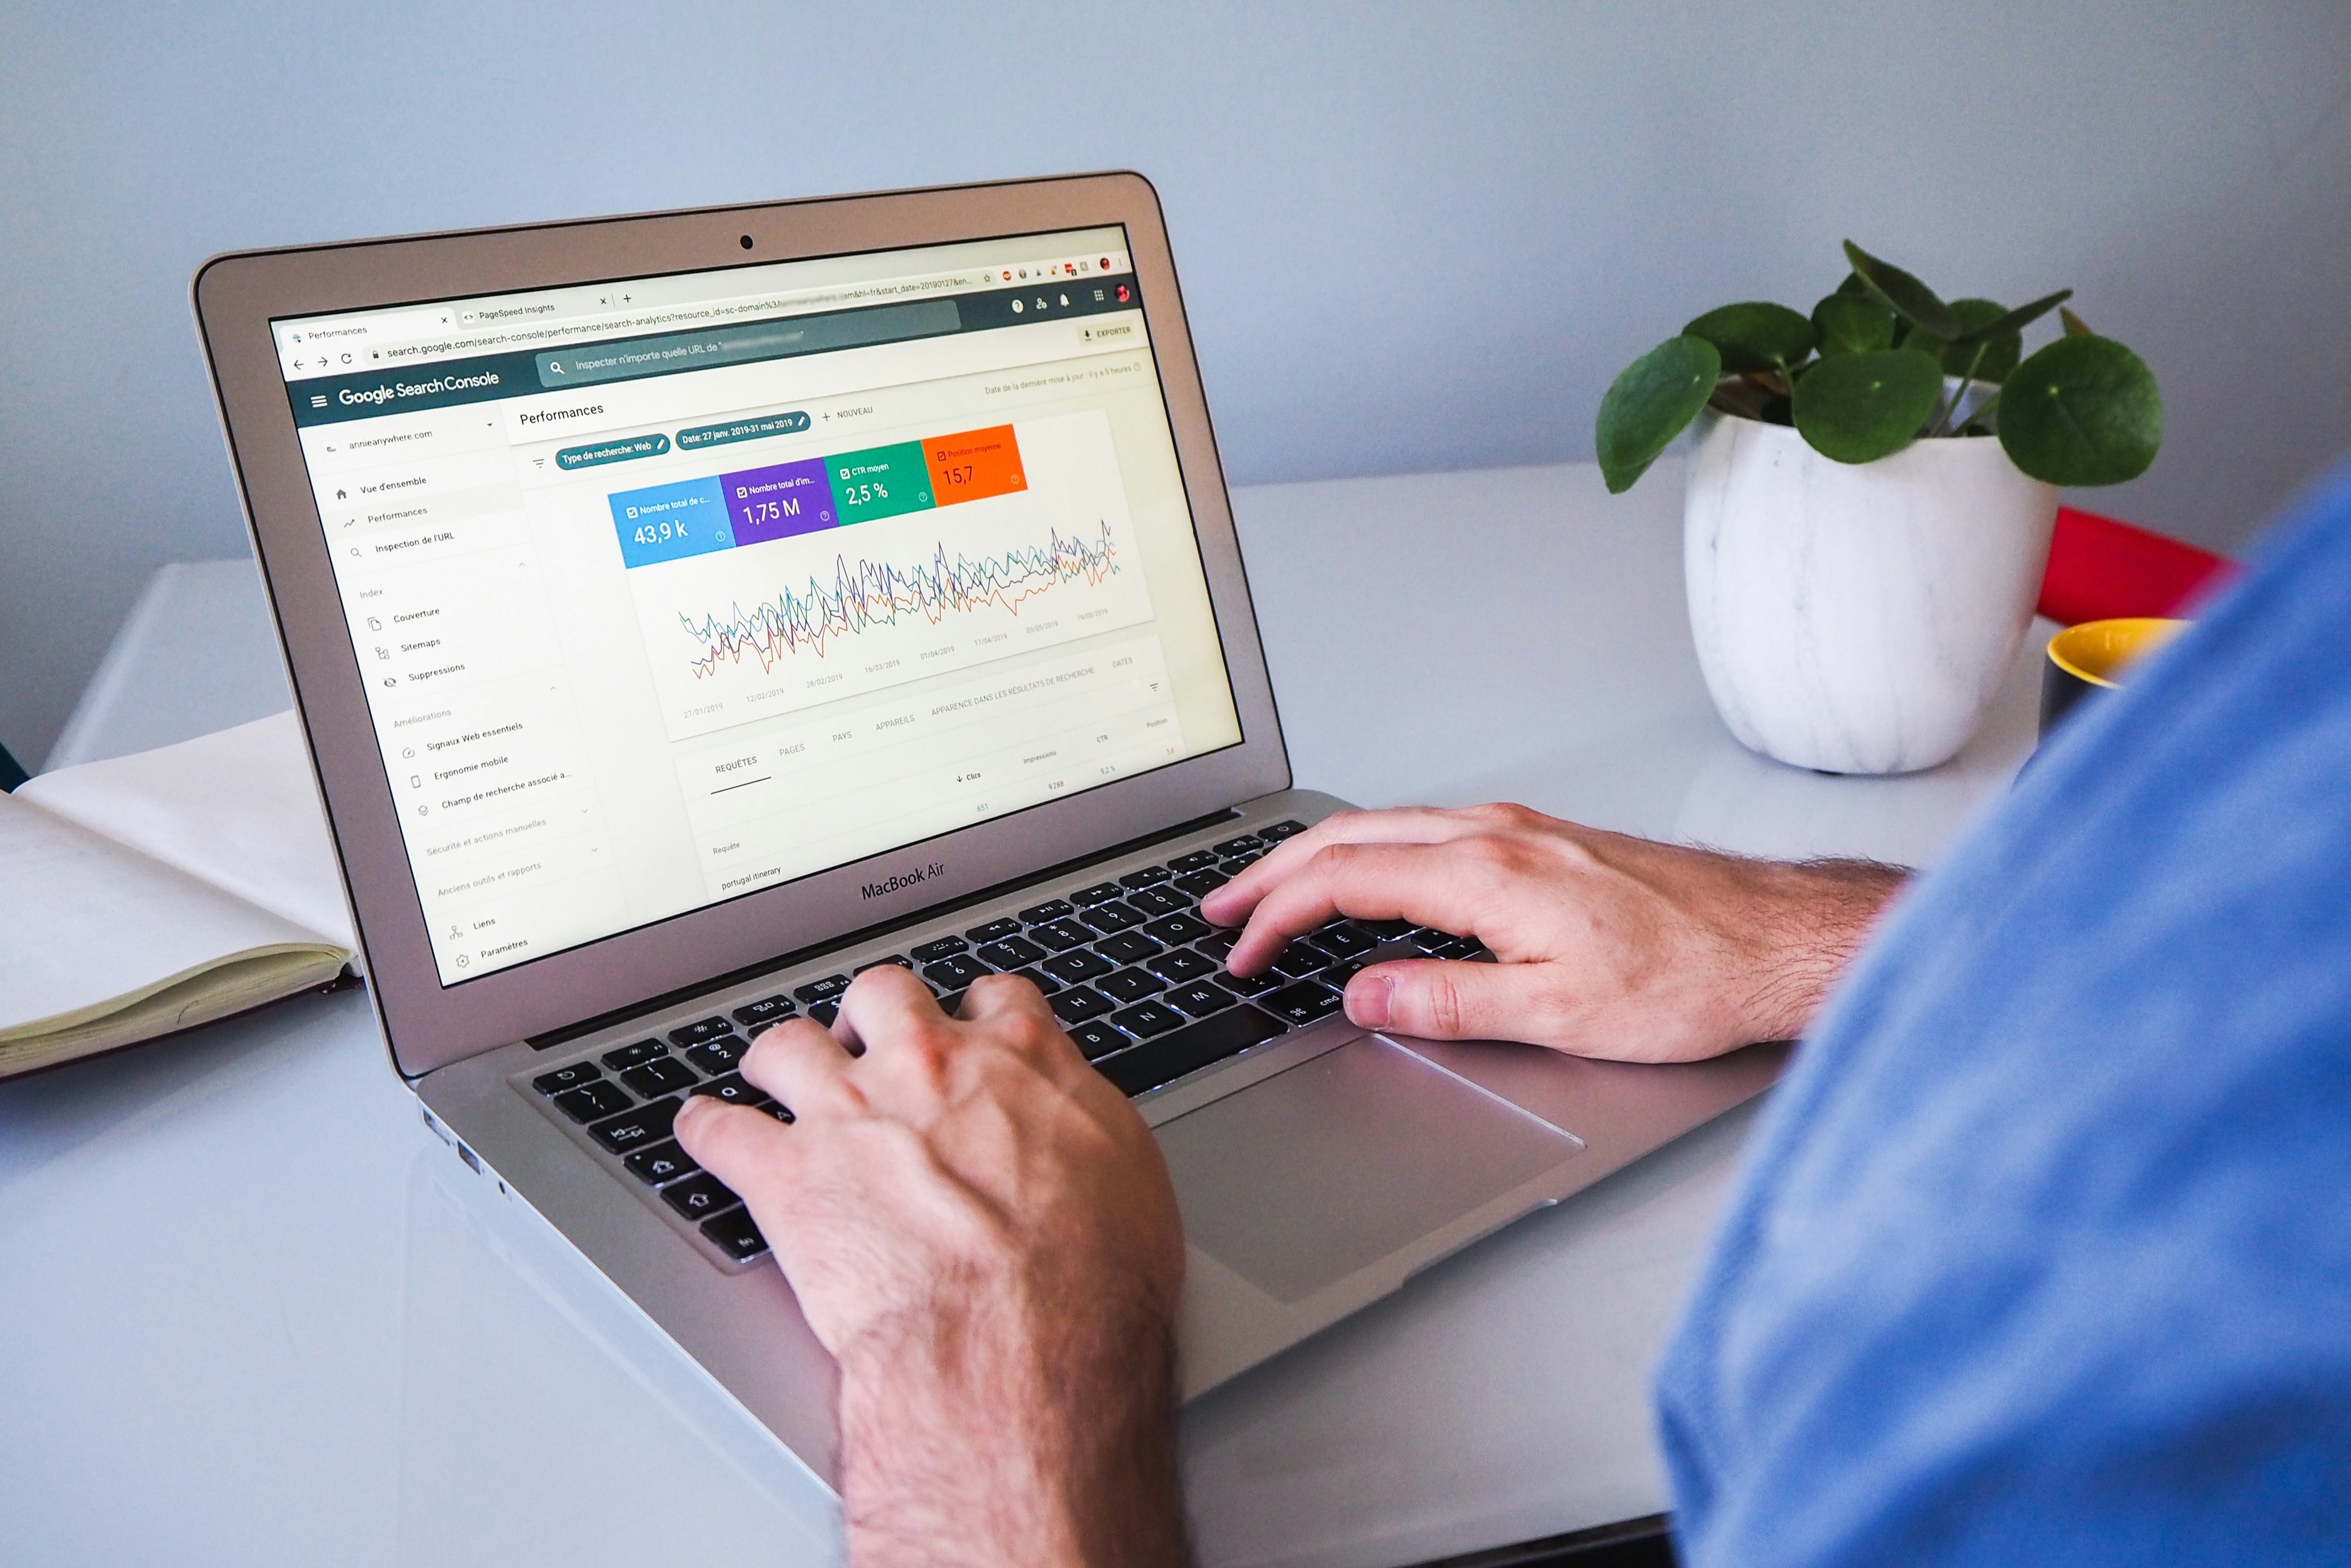 Performances
PageSpeed Insights
search.google.com/search-console/performance/search-analytics?resource_id=sc-domain%3A
m&hl=fr&start_date=20190127&en...
Google Search Console
Inspecter n'importe quelle URL de "
EXPORTER
annieanywhere.com
Performances
Date de la dernière mise à jour : il y a 5 heures
Type de recherche: Web
Date: 27 janv. 2019-31 mai 2019
NOUVEAU
Vue d'ensemble
Performances
Inspection de l'URL
Nombre total de c...
43,9 k
Nombre total d'im...
1,75 M
CTR moyen
2,5 %
Position moyenne
15,7
Index
Couverture
Sitemaps
Suppressions
27/01/2019
12/02/2019
28/02/2019
16/03/2019
01/04/2019
17/04/2019
03/05/2019
19/05/2019
Améliorations
Signaux Web essentiels
Ergonomie mobile
Champ de recherche associé a...
Sécurité et actions manuelles
Anciens outils et rapports
Liens
Paramètres
REQUÊTES
PAGES
PAYS
APPAREILS
APPARENCE DANS LES RÉSULTATS DE RECHERCHE
DATES
Requête
Clics
Impressions
CTR
Position
portugal itinerary
851
9288
9,2 %
5,6
MacBook Air
6
7
8
9
0
U
I
O
H
J
K
B
N
M
cmd
1
2
Q
A